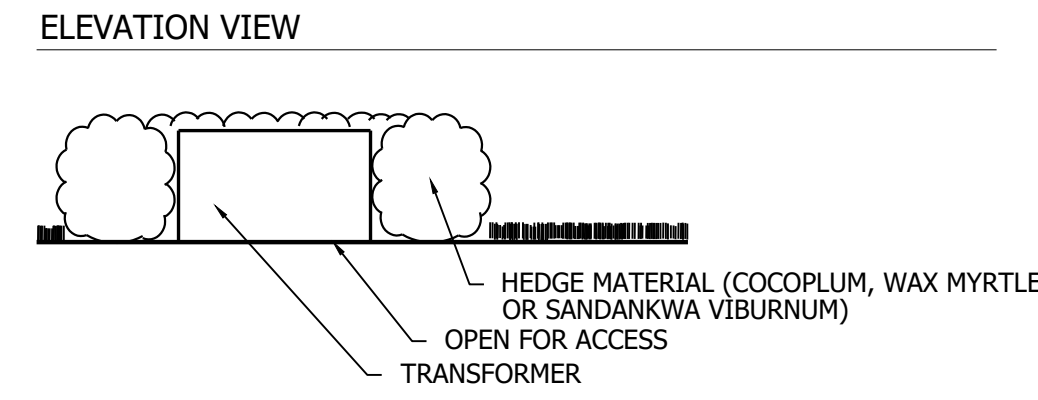 ELEVATION VIEW
HEDGE MATERIAL (COCOPLUM, WAX MYRTLE
OR SANDANKWA VIBURNUM)
OPEN FOR ACCESS
TRANSFORMER